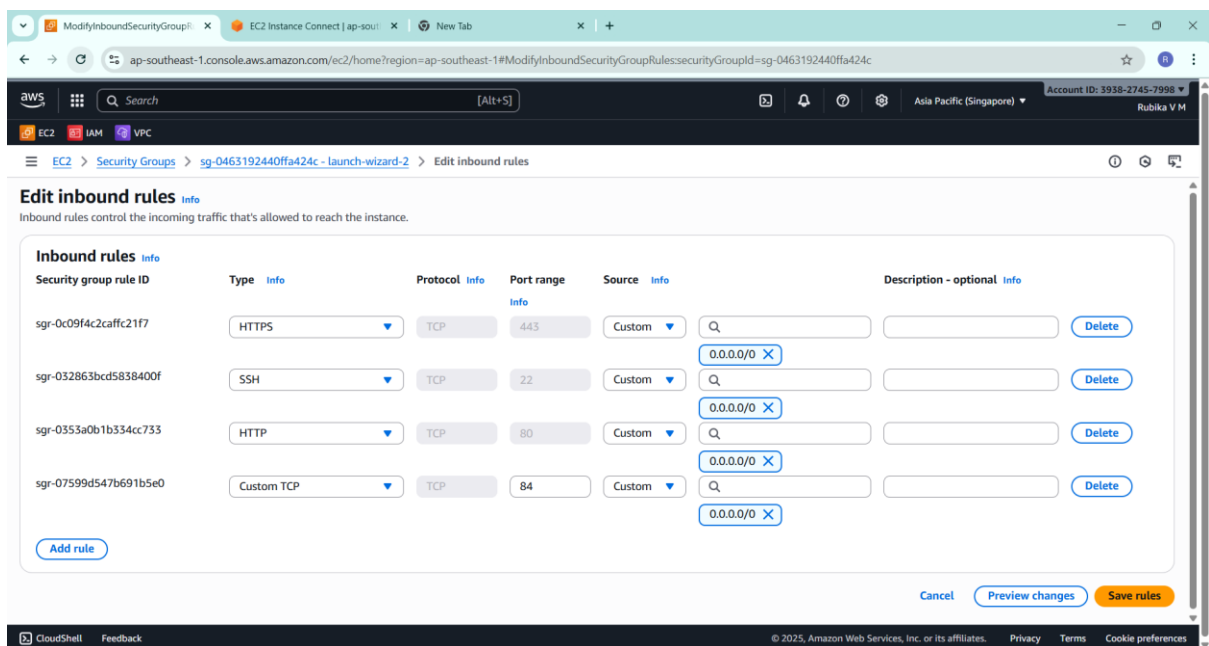 ModifyInboundSecurityGroupR EC2 Instance Connect | ap-sout New Tab
ap-southeast-1.console.aws.amazon.com/ec2/home?region=ap-southeast-1#ModifyInboundSecurityGroupRules:securityGroupId=sg-0463192440ffa424c R
aws Search [Alt+S] Asia Pacific (Singapore) Account ID: 3938-2745-7998
Rubika V M
EC2 IAM VPC
EC2 > Security Groups > sg-0463192440ffa424c - launch-wizard-2 > Edit inbound rules
Edit inbound rules Info
Inbound rules control the incoming traffic that's allowed to reach the instance.
Inbound rules Info
Security group rule ID Type Info Protocol Info Port range Source Info Description - optional Info
Info
sgr-0c09f4c2caffc21f7 HTTPS TCP 443 Custom Delete
0.0.0.0/0
sgr-032863bcd5838400f SSH TCP 22 Custom Delete
0.0.0.0/0
sgr-0353a0b1b334cc733 HTTP TCP 80 Custom Delete
0.0.0.0/0
sgr-07599d547b691b5e0 Custom TCP TCP 84 Custom Delete
0.0.0.0/0
Add rule
Cancel Preview changes Save rules
CloudShell Feedback © 2025, Amazon Web Services, Inc. or its affiliates. Privacy Terms Cookie preferences